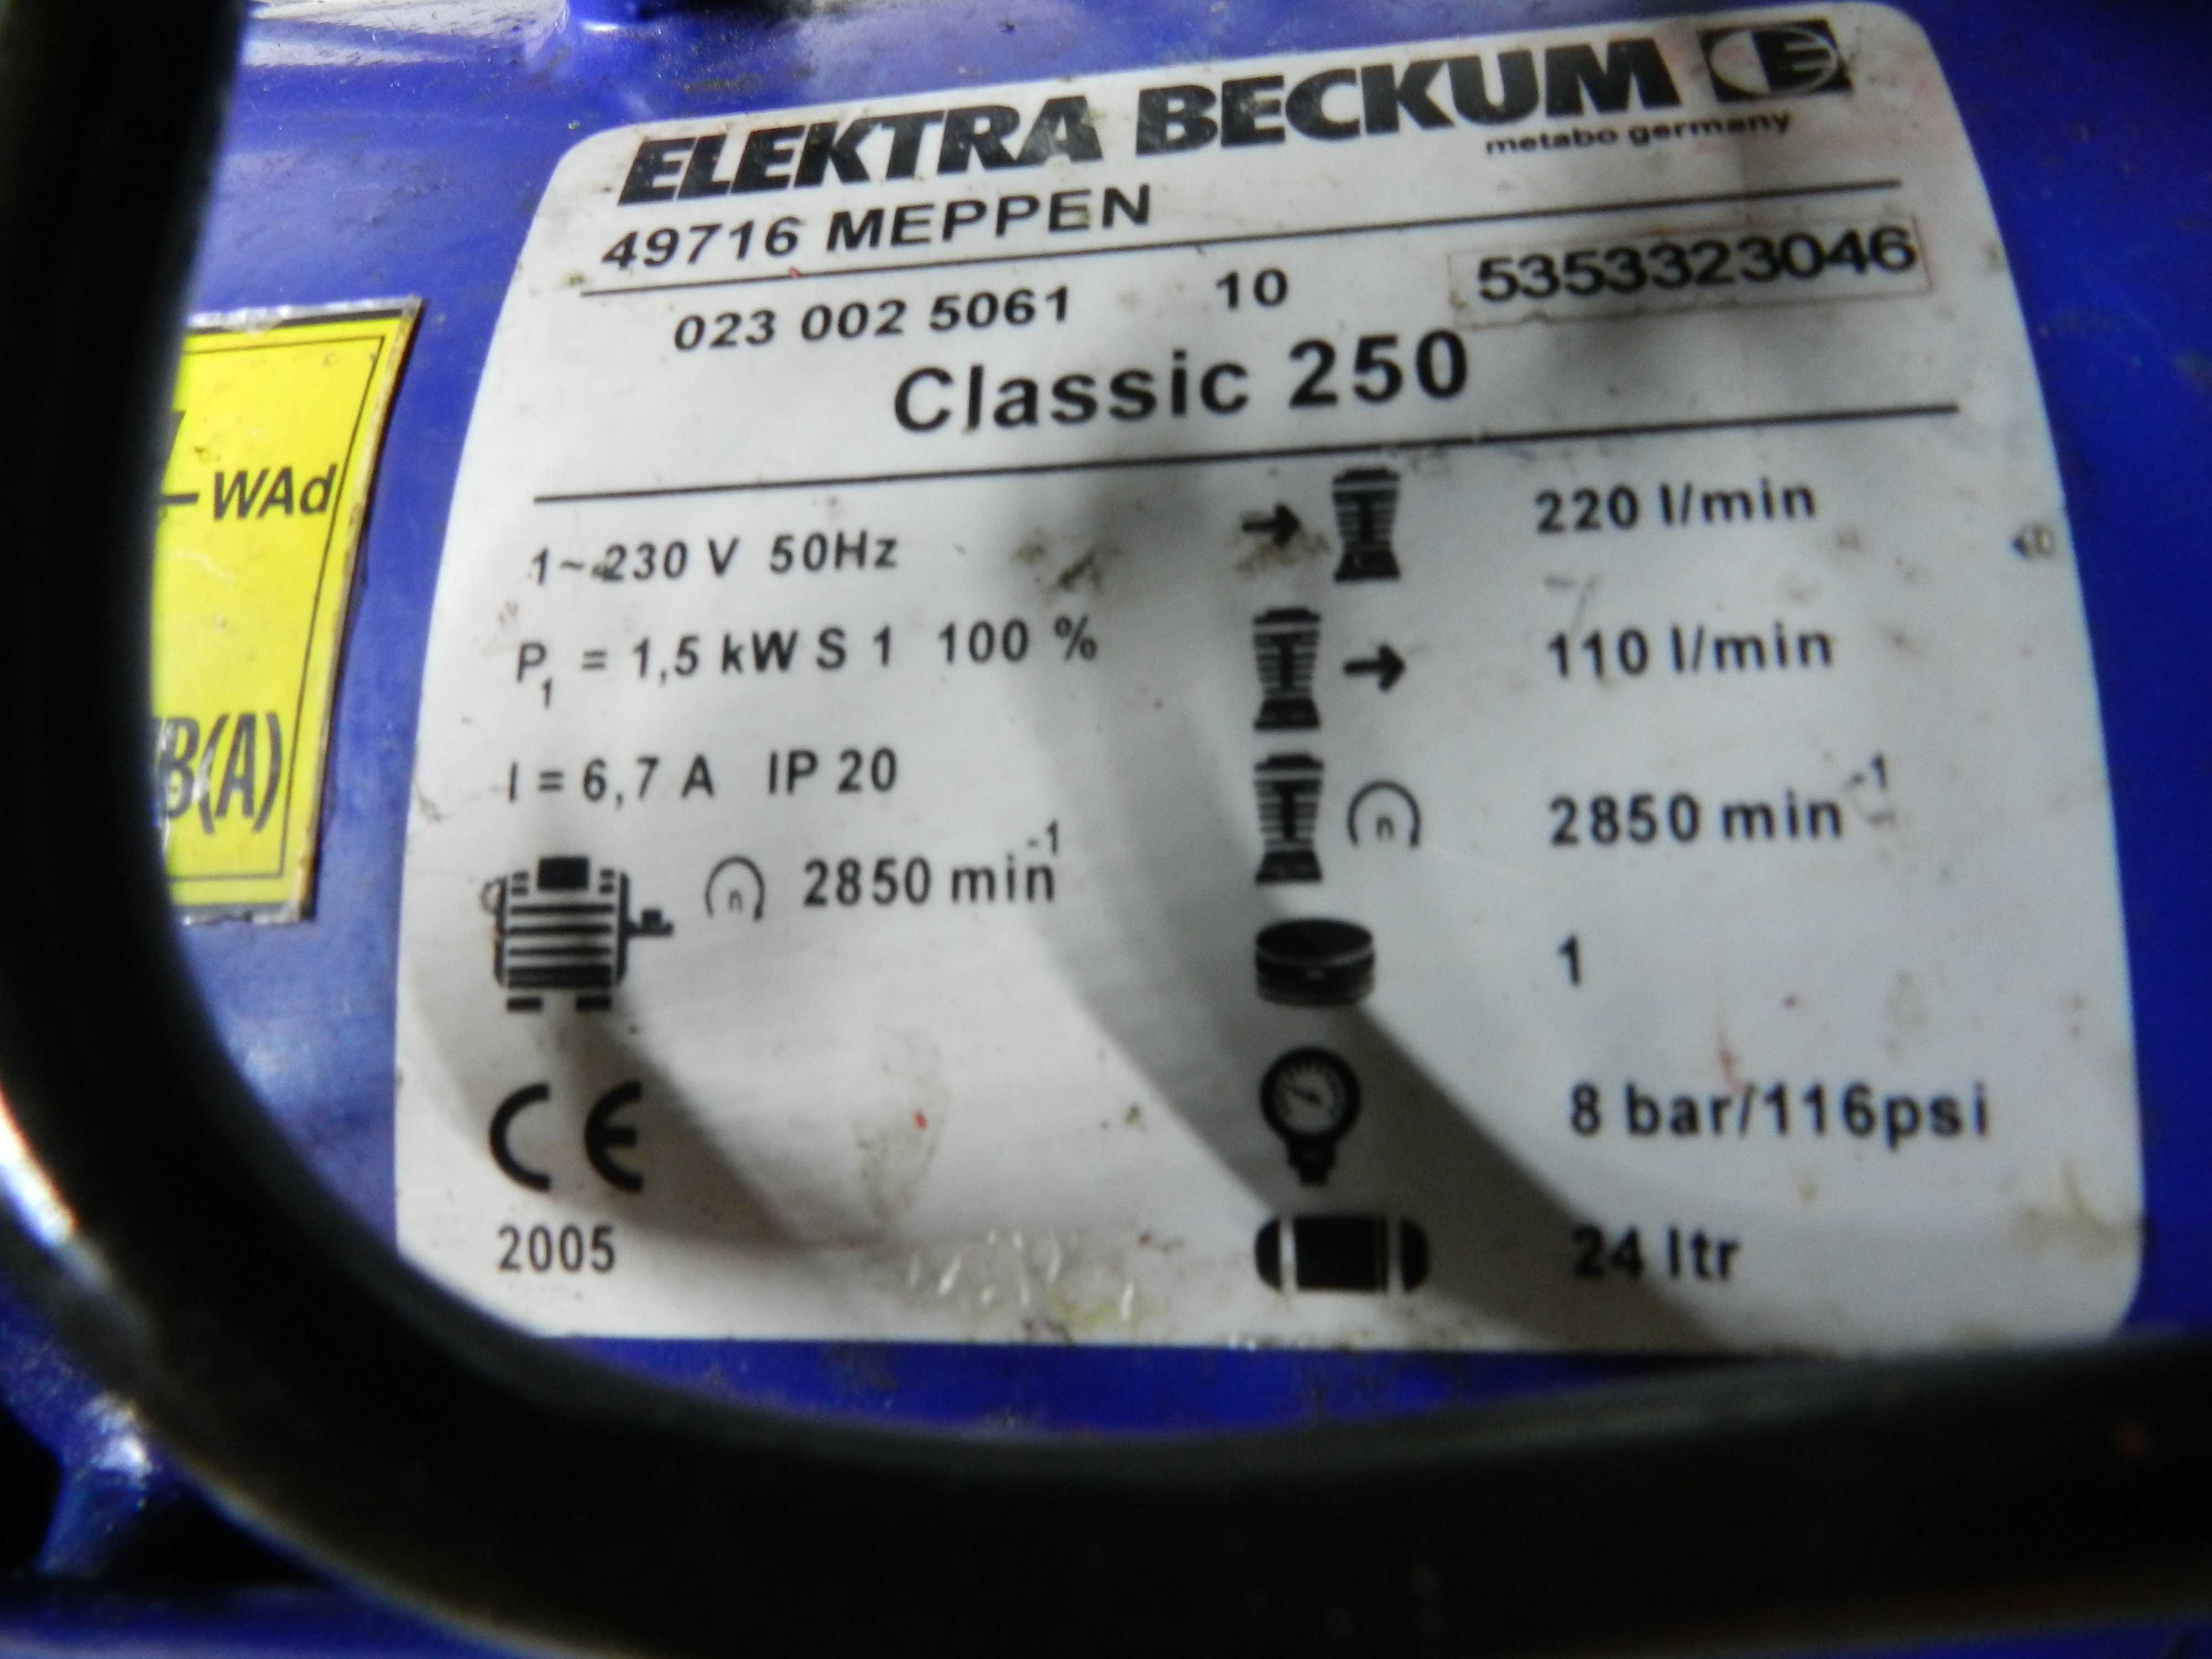 ELEKTRA BECKUM E
metabo germany
49716 MEPPEN
023 002 5061 10 5353323046
Classic 250
1~230 V 50Hz
P₁ = 1,5 kW S 1 100 %
I = 6,7 A IP 20
n 2850 min⁻¹
CE
2005
220 l/min
110 l/min
n 2850 min⁻¹
1
8 bar/116psi
24 ltr
WAd
B(A)